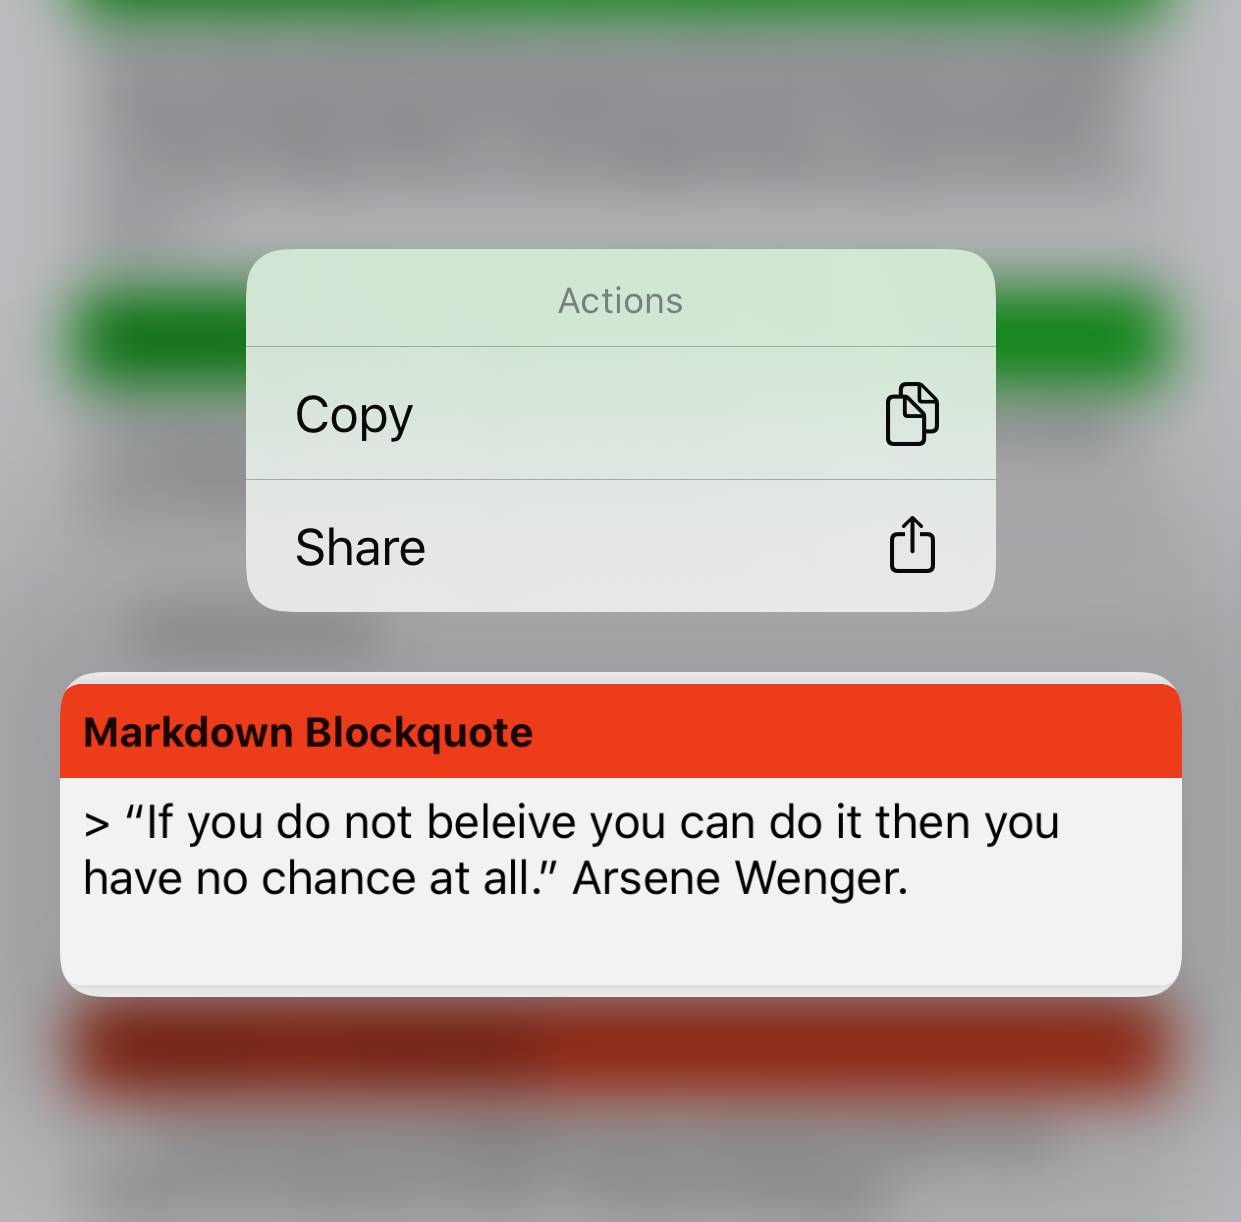 Actions
Copy
Share
Markdown Blockquote
> “If you do not beleive you can do it then you
have no chance at all.” Arsene Wenger.